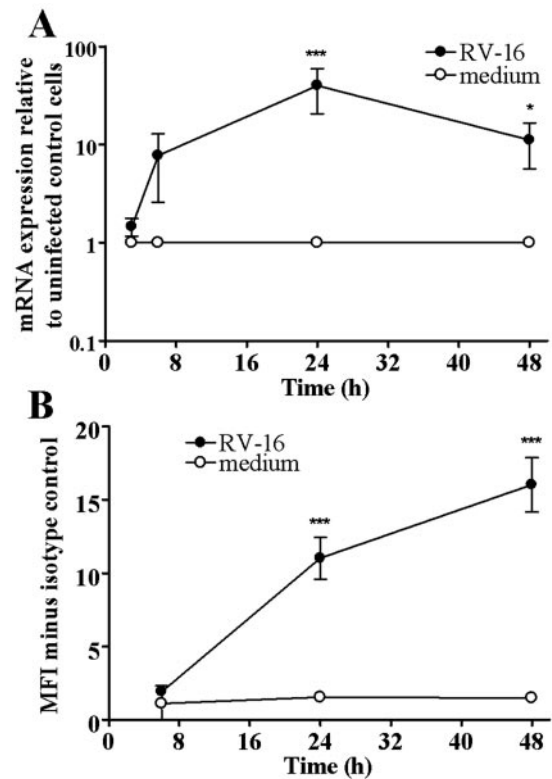 A
mRNA expression relative
to uninfected control cells
100
10
1
0.1
***
*
RV-16
medium
0 8 16 24 32 40 48
Time (h)
B
MFI minus isotype control
20
15
10
5
0
RV-16
medium
***
***
0 8 16 24 32 40 48
Time (h)